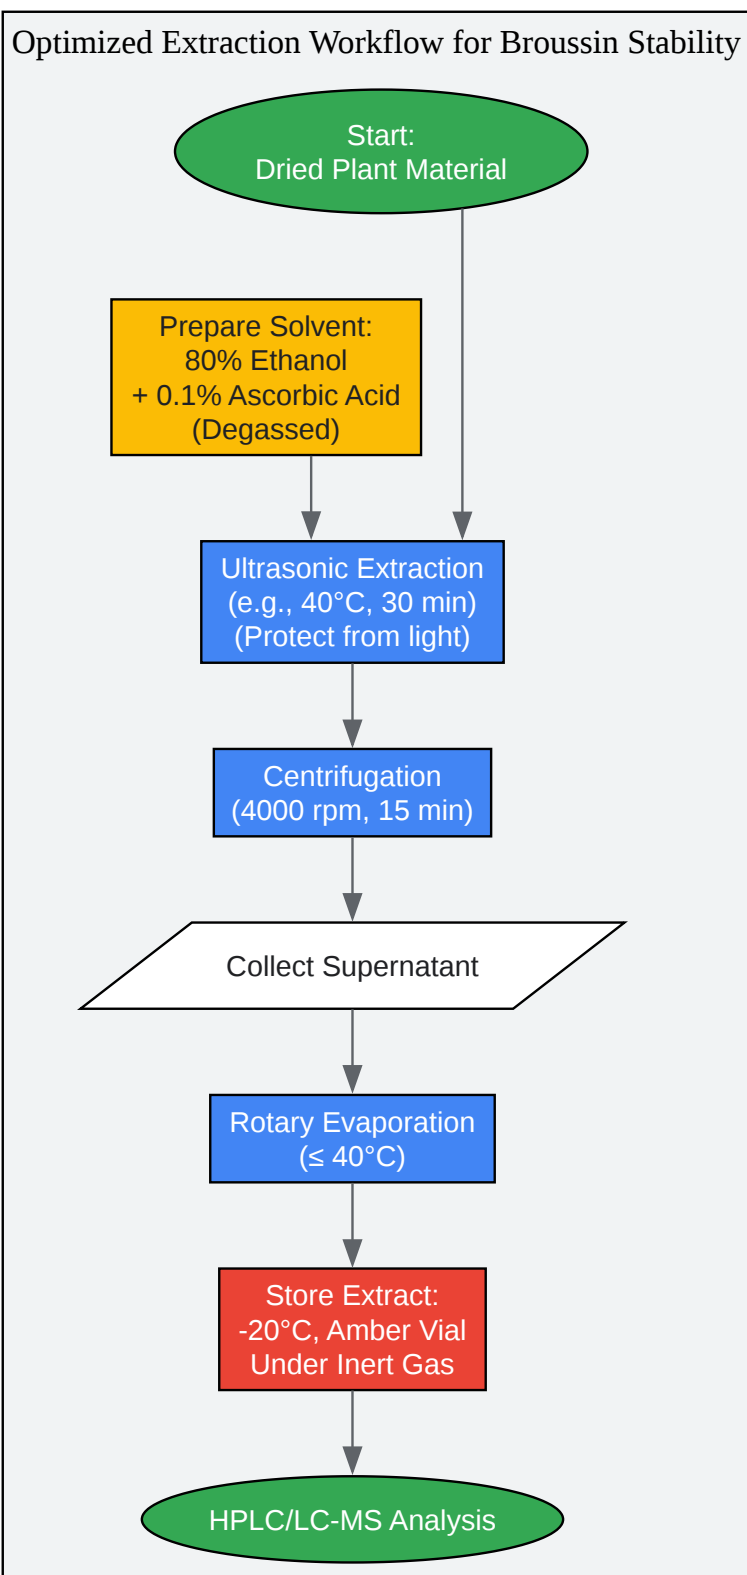 Optimized Extraction Workflow for Broussin Stability
Start:
Dried Plant Material
Prepare Solvent:
80% Ethanol
+ 0.1% Ascorbic Acid
(Degassed)
Ultrasonic Extraction
(e.g., 40°C, 30 min)
(Protect from light)
Centrifugation
(4000 rpm, 15 min)
Collect Supernatant
Rotary Evaporation
(≤ 40°C)
Store Extract:
-20°C, Amber Vial
Under Inert Gas
HPLC/LC-MS Analysis